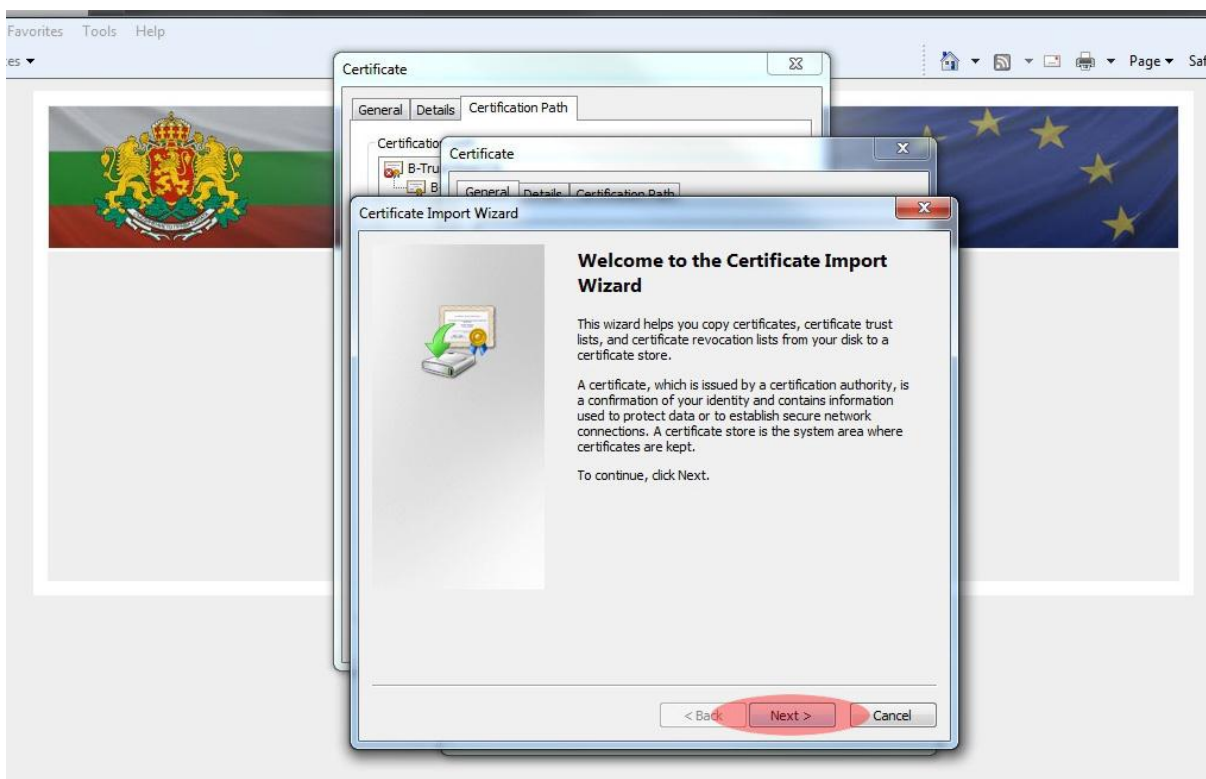 Favorites Tools Help
Page
Certificate
General Details Certification Path
B-Tru
B
Certificate
General Details Certification Path
Certificate Import Wizard
Welcome to the Certificate Import
Wizard
This wizard helps you copy certificates, certificate trust
lists, and certificate revocation lists from your disk to a
certificate store.
A certificate, which is issued by a certification authority, is
a confirmation of your identity and contains information
used to protect data or to establish secure network
connections. A certificate store is the system area where
certificates are kept.
To continue, click Next.
< Back Next > Cancel